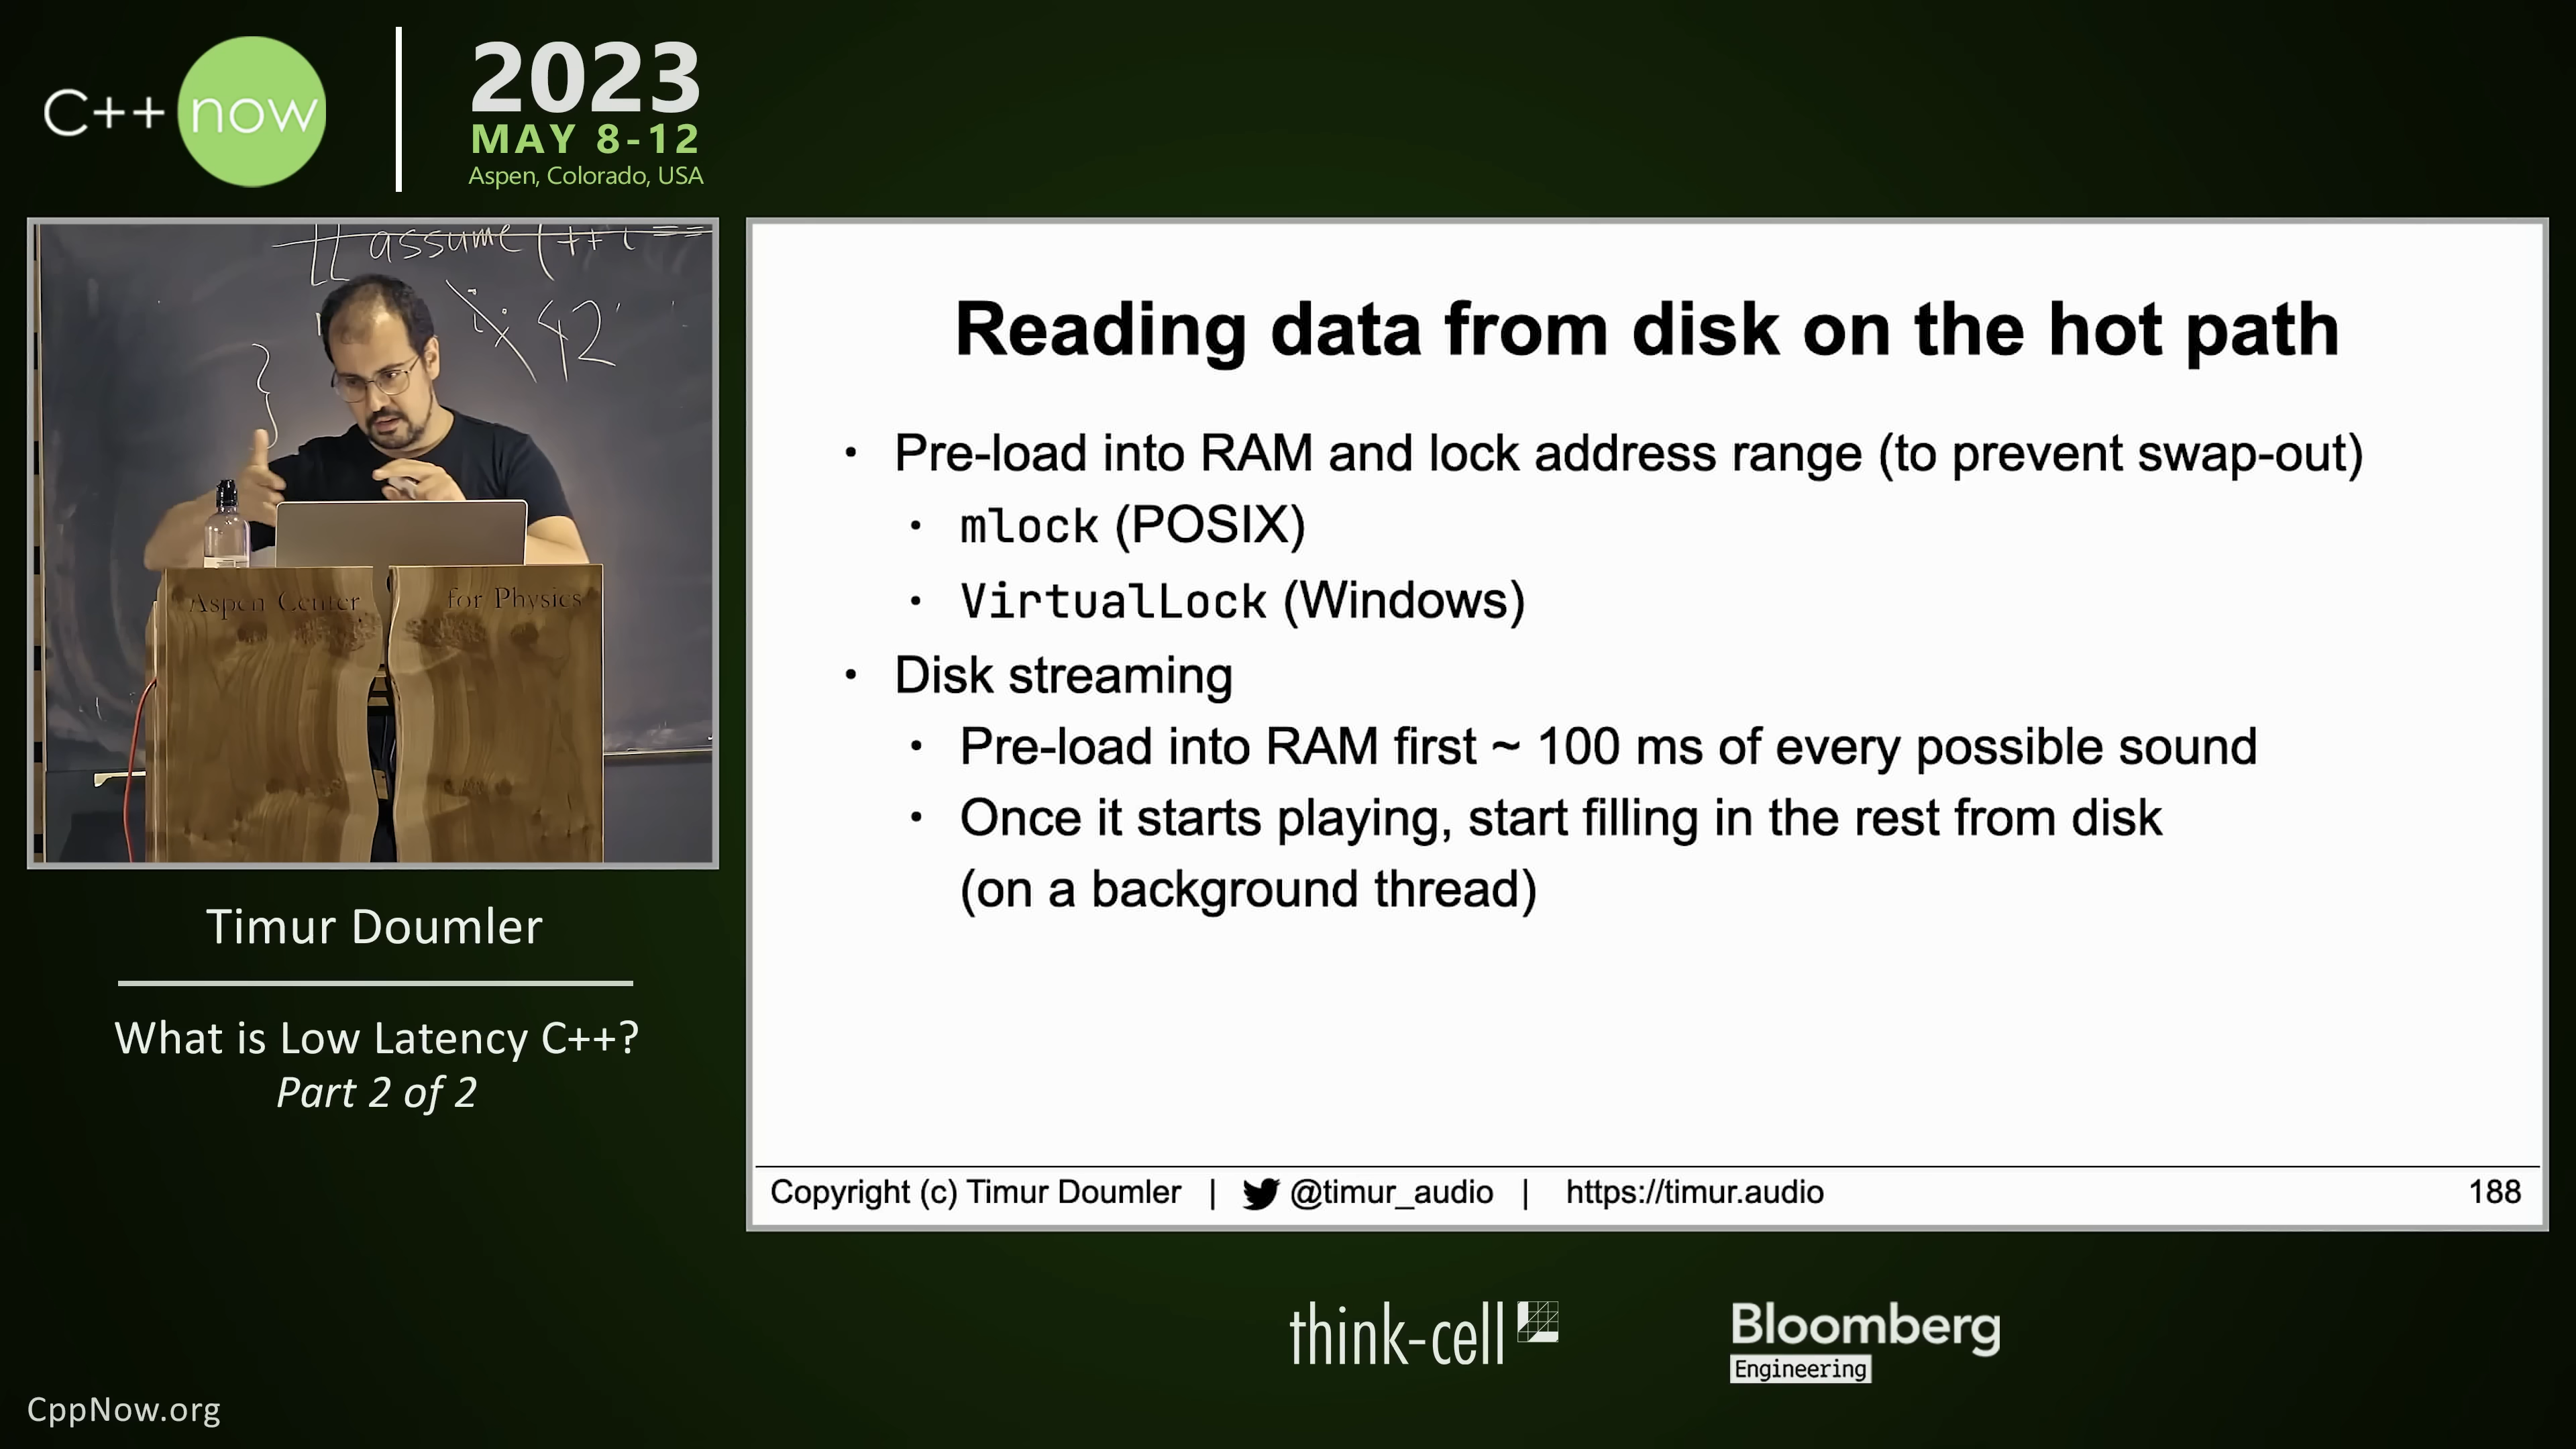 C++ now
2023
MAY 8-12
Aspen, Colorado, USA
[[ assume (++i ==
42
Aspen Center for Physics
Timur Doumler
What is Low Latency C++?
Part 2 of 2
Reading data from disk on the hot path
• Pre-load into RAM and lock address range (to prevent swap-out)
• mlock (POSIX)
• VirtualLock (Windows)
• Disk streaming
• Pre-load into RAM first ~ 100 ms of every possible sound
• Once it starts playing, start filling in the rest from disk
(on a background thread)
Copyright (c) Timur Doumler | @timur_audio | https://timur.audio 188
think-cell
Bloomberg
Engineering
CppNow.org